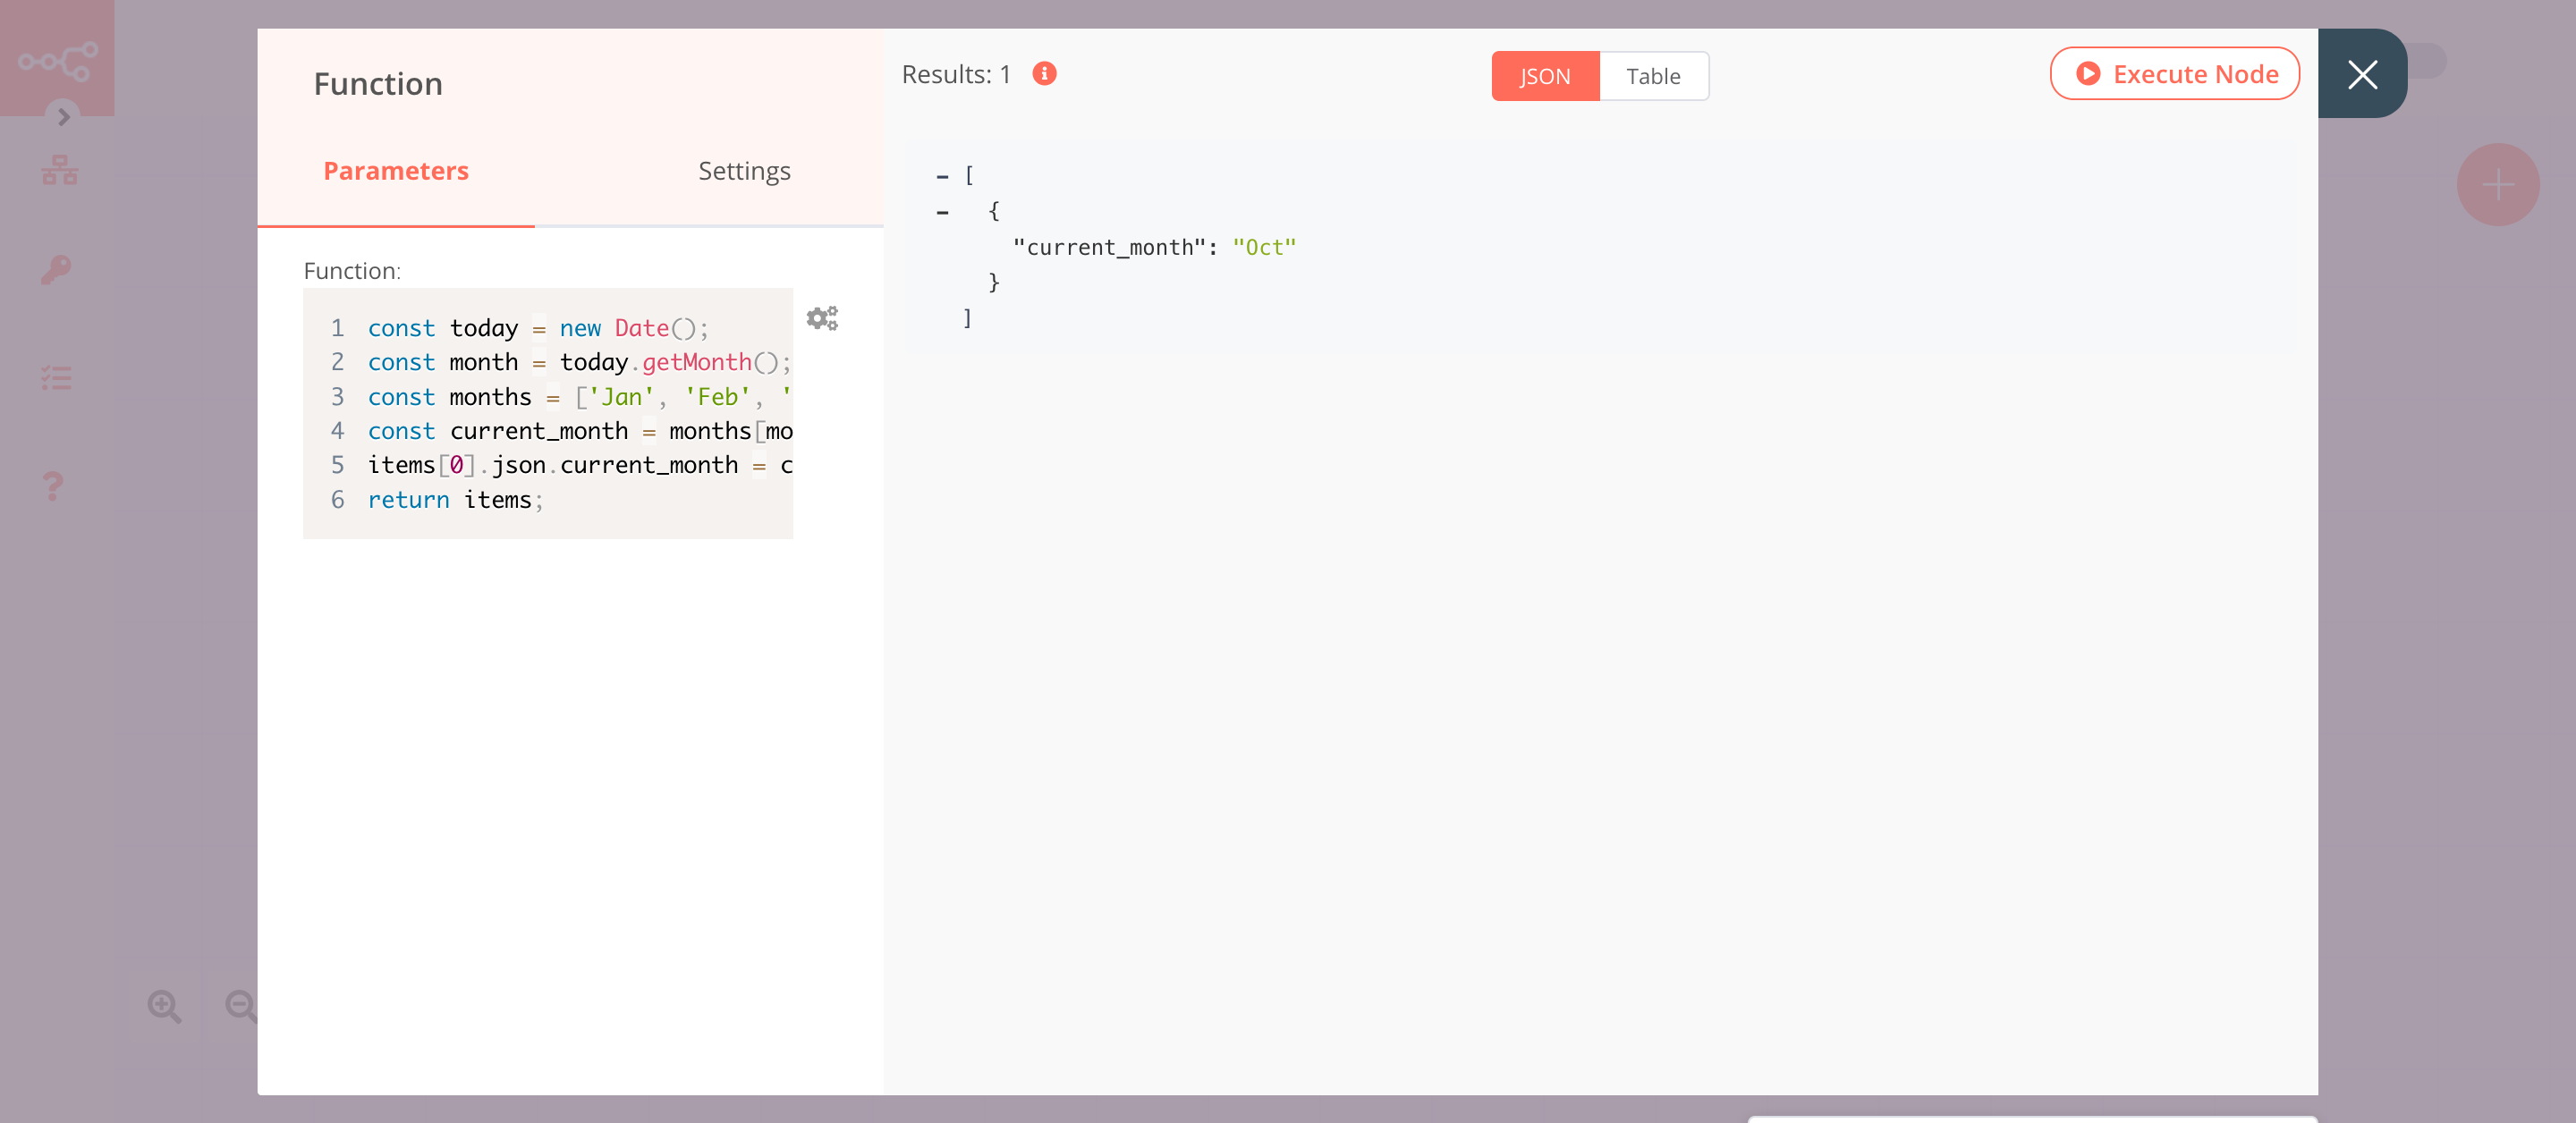 Function
Parameters Settings
Function:
1 const today = new Date();
2 const month = today.getMonth();
3 const months = ['Jan', 'Feb', '
4 const current_month = months[mo
5 items[0].json.current_month = c
6 return items;
Results: 1
JSON Table
Execute Node
[
{
"current_month": "Oct"
}
]